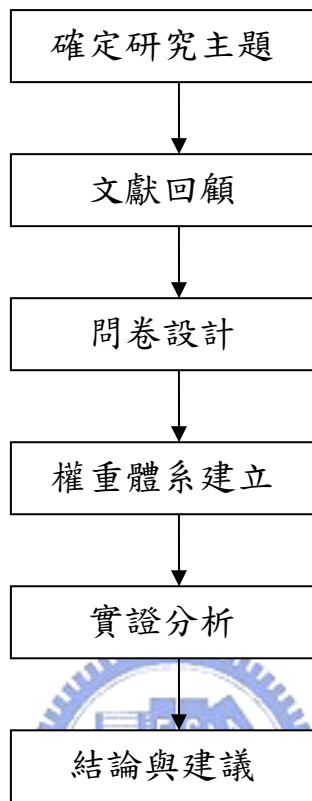 確定研究主題
文獻回顧
問卷設計
權重體系建立
實證分析
結論與建議